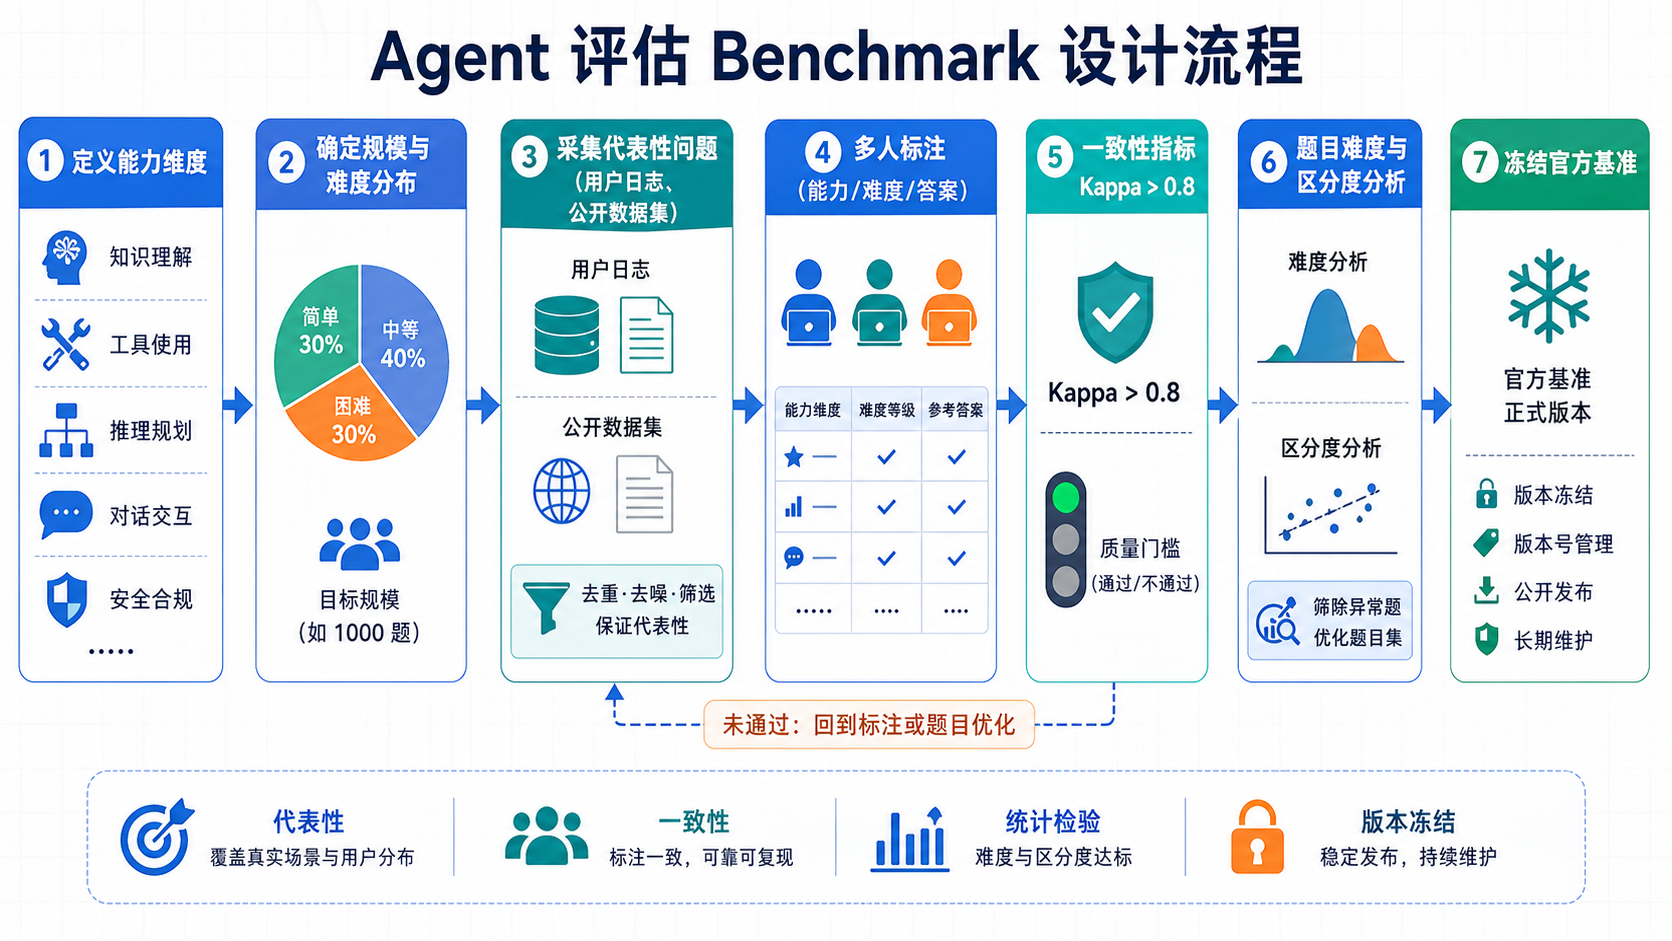 Agent 评估 Benchmark 设计流程
1 定义能力维度
知识理解
工具使用
推理规划
对话交互
安全合规
.....
2 确定规模与
难度分布
简单
30%
中等
40%
困难
30%
目标规模
(如 1000 题)
3 采集代表性问题
(用户日志、
公开数据集)
用户日志
公开数据集
去重·去噪·筛选
保证代表性
4 多人标注
(能力/难度/答案)
能力维度 难度等级 参考答案
..... .... ....
5 一致性指标
Kappa > 0.8
Kappa > 0.8
质量门槛
(通过/不通过)
6 题目难度与
区分度分析
难度分析
区分度分析
筛除异常题
优化题目集
7 冻结官方基准
官方基准
正式版本
版本冻结
版本号管理
公开发布
长期维护
未通过：回到标注或题目优化
代表性
覆盖真实场景与用户分布
一致性
标注一致，可靠可复现
统计检验
难度与区分度达标
版本冻结
稳定发布，持续维护